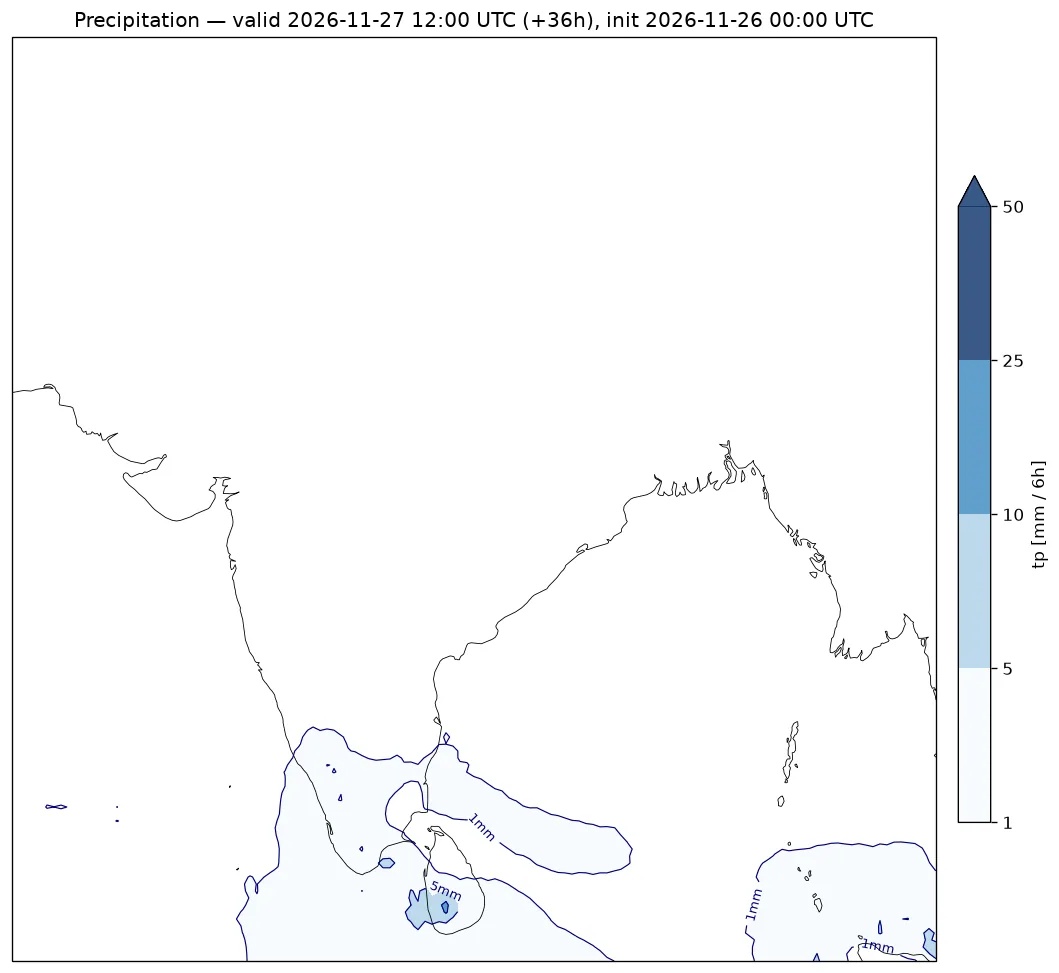 Precipitation — valid 2026-11-27 12:00 UTC (+36h), init 2026-11-26 00:00 UTC
50
25
10
5
1
tp [mm / 6h]
1mm
5mm
1mm
1mm